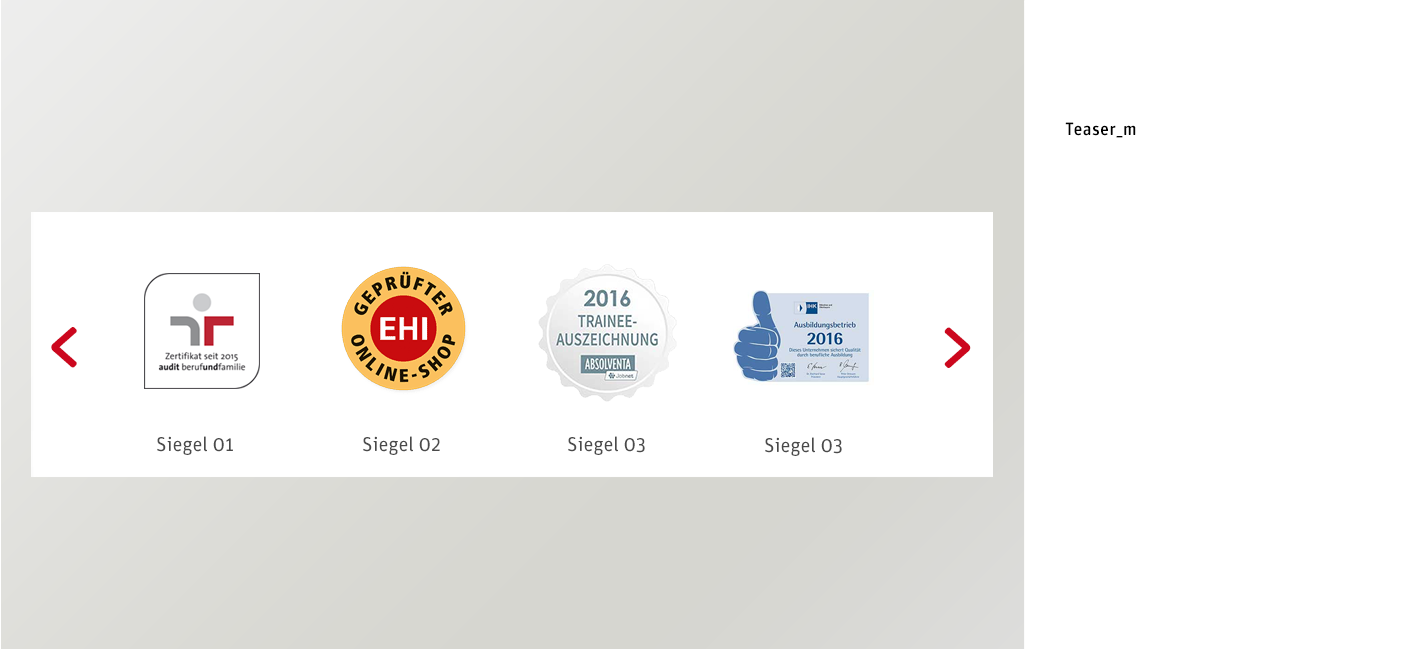 Teaser_m
Zertifikat seit 2015
audit berufundfamilie
GEPRÜFTER
EHI
ONLINE-SHOP
2016
TRAINEE-
AUSZEICHNUNG
ABSOLVENTA
Jobnet
IHK
Ausbildungsbetrieb
2016
Dieses Unternehmen sichert Qualität
durch berufliche Ausbildung
Siegel 01
Siegel 02
Siegel 03
Siegel 03